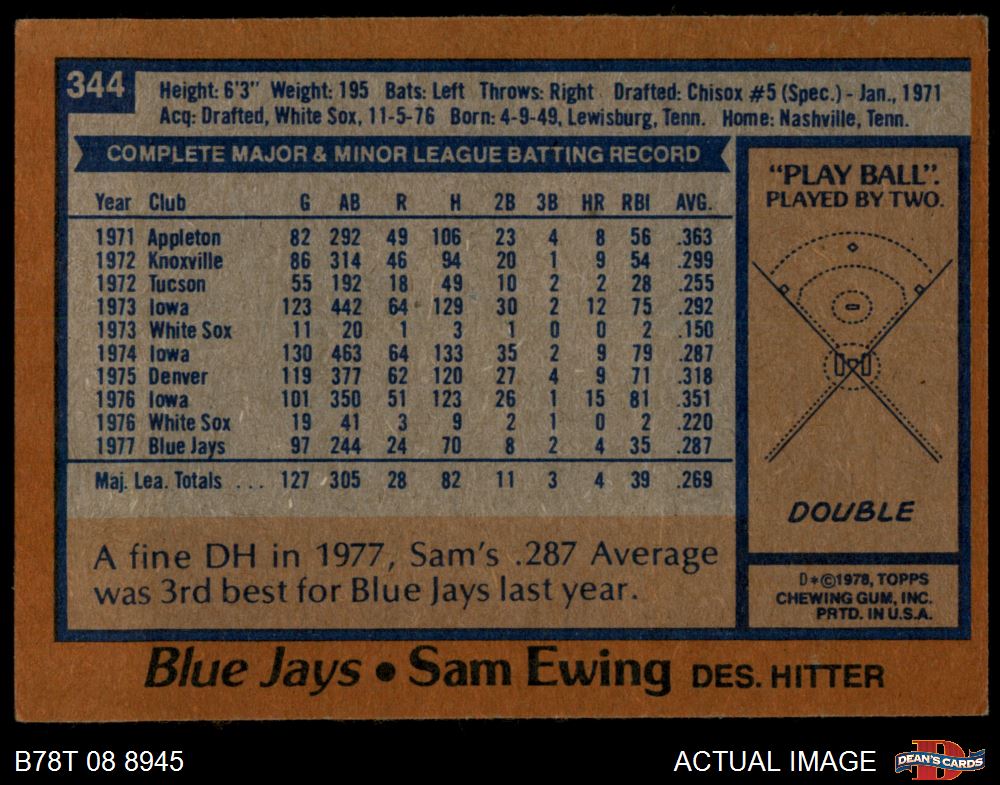 344
Height: 6'3" Weight: 195 Bats: Left Throws: Right Drafted: Chisox #5 (Spec.) - Jan., 1971
Acq: Drafted, White Sox, 11-5-76 Born: 4-9-49, Lewisburg, Tenn. Home: Nashville, Tenn.
COMPLETE MAJOR & MINOR LEAGUE BATTING RECORD
Year Club G AB R H 2B 3B HR RBI AVG.
1971 Appleton 82 292 49 106 23 4 8 56 .363
1972 Knoxville 86 314 46 94 20 1 9 54 .299
1972 Tucson 55 192 18 49 10 2 2 28 .255
1973 Iowa 123 442 64 129 30 2 12 75 .292
1973 White Sox 11 20 1 3 1 0 0 2 .150
1974 Iowa 130 463 64 133 35 2 9 79 .287
1975 Denver 119 377 62 120 27 4 9 71 .318
1976 Iowa 101 350 51 123 26 1 15 81 .351
1976 White Sox 19 41 3 9 2 1 0 2 .220
1977 Blue Jays 97 244 24 70 8 2 4 35 .287
Maj. Lea. Totals ... 127 305 28 82 11 3 4 39 .269
A fine DH in 1977, Sam's .287 Average
was 3rd best for Blue Jays last year.
"PLAY BALL".
PLAYED BY TWO.
DOUBLE
D*©1978, TOPPS
CHEWING GUM, INC.
PRTD. IN U.S.A.
Blue Jays • Sam Ewing DES. HITTER
B78T 08 8945
ACTUAL IMAGE
D
DEAN'S CARDS